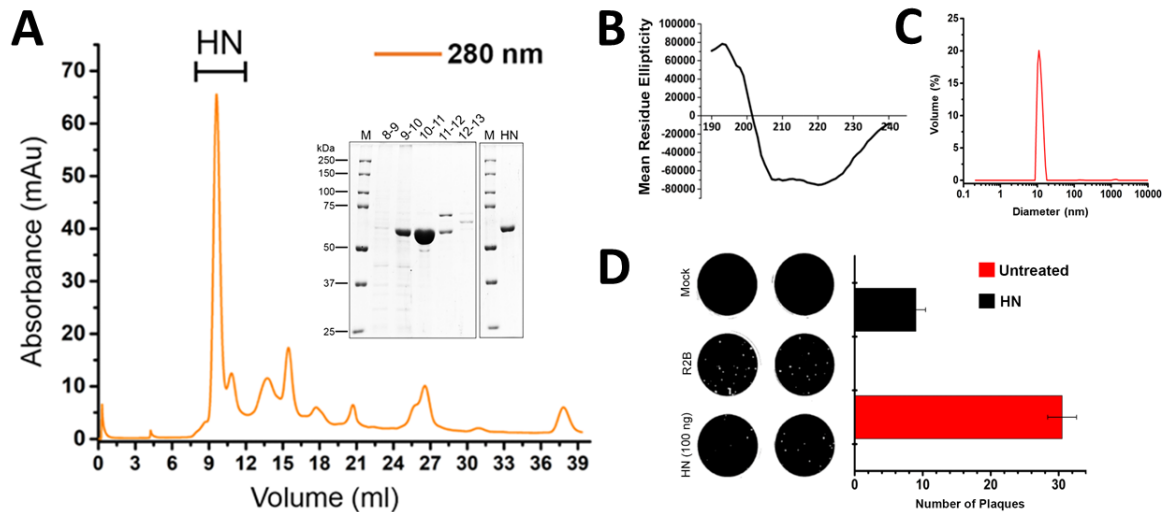 A
HN
280 nm
Absorbance (mAu)
70
60
50
40
30
20
10
0
0 3 6 9 12 15 18 21 24 27 30 33 36 39
Volume (ml)
kDa
M 8-9 9-10 10-11 11-12 12-13
M HN
250
150
100
75
50
37
25
B
Mean Residue Ellipticity
100000
80000
60000
40000
20000
0
-20000
-40000
-60000
-80000
190 200 210 220 230 240
C
Volume (%)
25
20
15
10
5
0
0.1 1 10 100 1000 10000
Diameter (nm)
D
Mock
R2B
HN (100 ng)
Untreated
HN
0 10 20 30
Number of Plaques